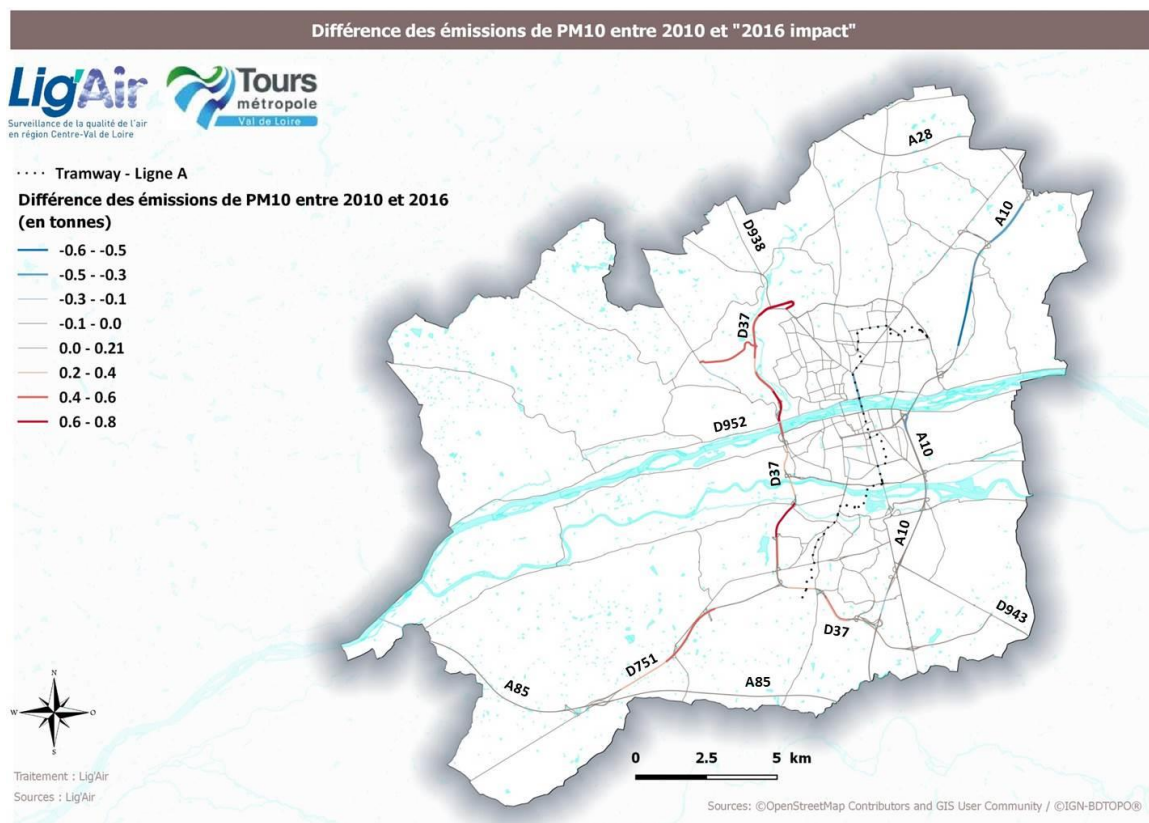 Différence des émissions de PM10 entre 2010 et "2016 impact"
Lig'Air
Surveillance de la qualité de l'air
en région Centre-Val de Loire
Tours
métropole
Val de Loire
Tramway - Ligne A
Différence des émissions de PM10 entre 2010 et 2016
(en tonnes)
-0.6 - -0.5
-0.5 - -0.3
-0.3 - -0.1
-0.1 - 0.0
0.0 - 0.21
0.2 - 0.4
0.4 - 0.6
0.6 - 0.8
A28
A10
D938
D37
D952
A10
D37
A10
D943
D37
D751
A85
A85
N
W
O
S
0 2.5 5 km
Traitement : Lig'Air
Sources : Lig'Air
Sources: ©OpenStreetMap Contributors and GIS User Community / ©IGN-BDTOPO®